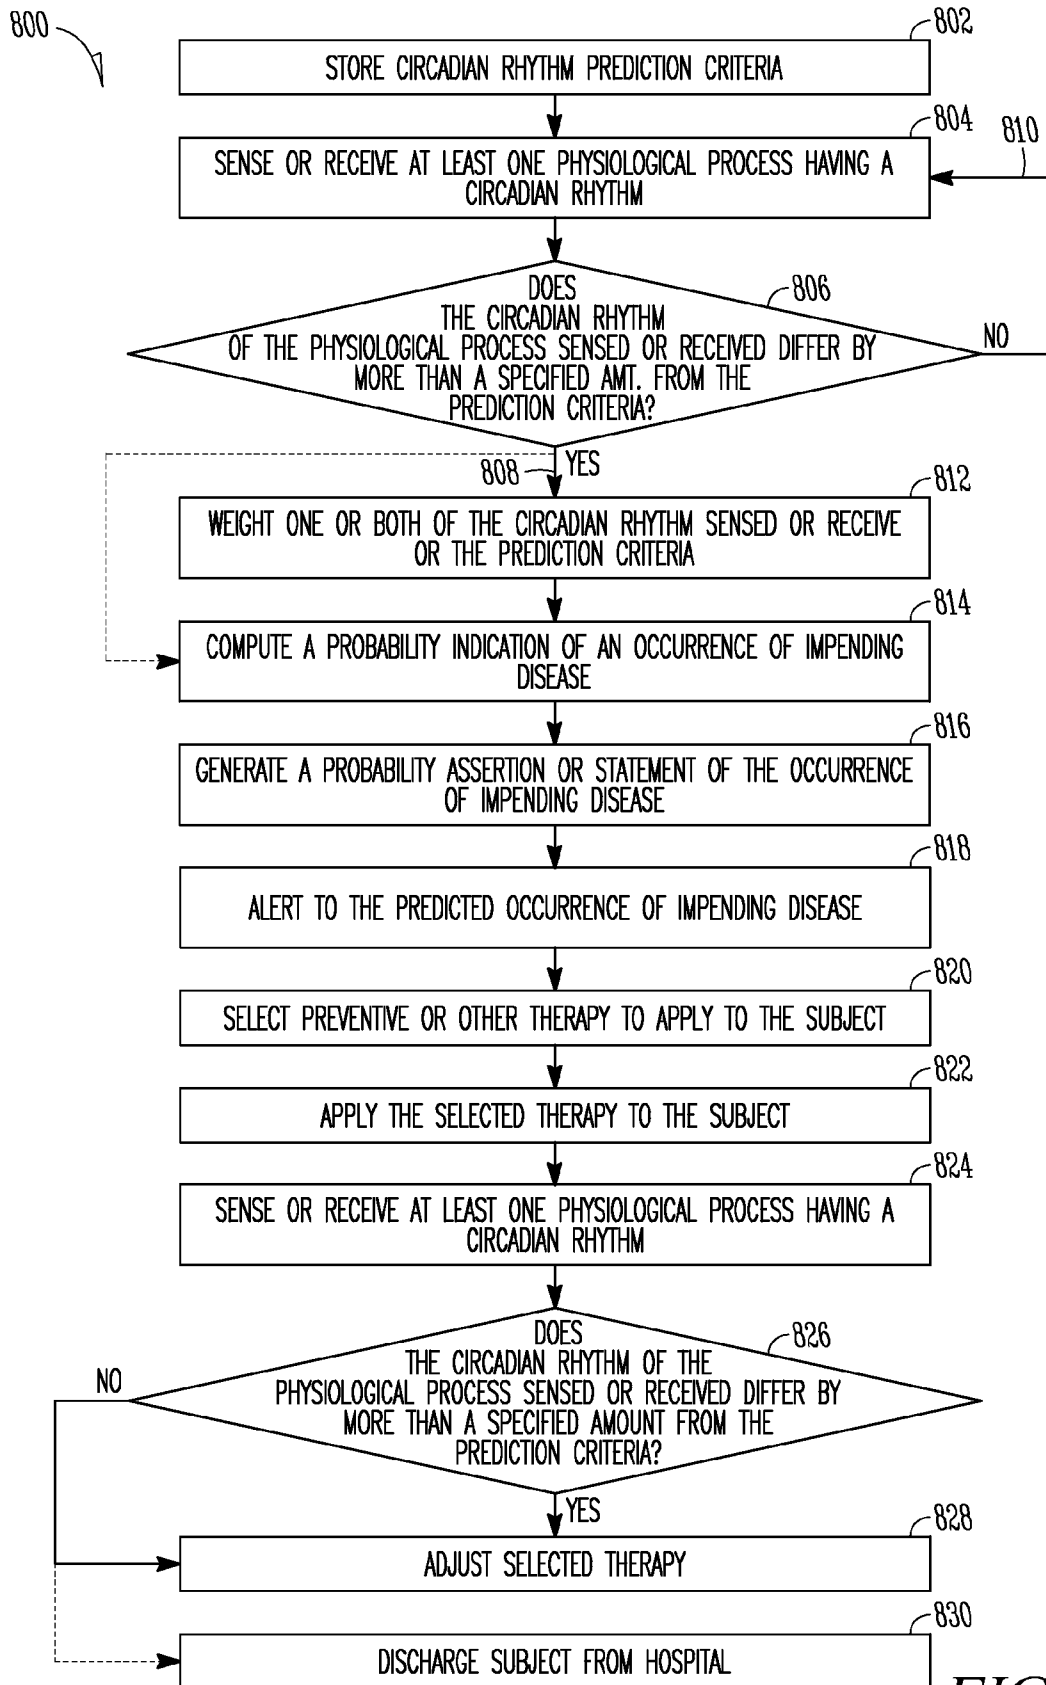 800
802
STORE CIRCADIAN RHYTHM PREDICTION CRITERIA
804
810
SENSE OR RECEIVE AT LEAST ONE PHYSIOLOGICAL PROCESS HAVING A
CIRCADIAN RHYTHM
806
DOES
THE CIRCADIAN RHYTHM
OF THE PHYSIOLOGICAL PROCESS SENSED OR RECEIVED DIFFER BY
MORE THAN A SPECIFIED AMT. FROM THE
PREDICTION CRITERIA?
NO
808
YES
812
WEIGHT ONE OR BOTH OF THE CIRCADIAN RHYTHM SENSED OR RECEIVE
OR THE PREDICTION CRITERIA
814
COMPUTE A PROBABILITY INDICATION OF AN OCCURRENCE OF IMPENDING
DISEASE
816
GENERATE A PROBABILITY ASSERTION OR STATEMENT OF THE OCCURRENCE
OF IMPENDING DISEASE
818
ALERT TO THE PREDICTED OCCURRENCE OF IMPENDING DISEASE
820
SELECT PREVENTIVE OR OTHER THERAPY TO APPLY TO THE SUBJECT
822
APPLY THE SELECTED THERAPY TO THE SUBJECT
824
SENSE OR RECEIVE AT LEAST ONE PHYSIOLOGICAL PROCESS HAVING A
CIRCADIAN RHYTHM
826
DOES
THE CIRCADIAN RHYTHM OF THE
PHYSIOLOGICAL PROCESS SENSED OR RECEIVED DIFFER BY
MORE THAN A SPECIFIED AMOUNT FROM THE
PREDICTION CRITERIA?
NO
YES
828
ADJUST SELECTED THERAPY
830
DISCHARGE SUBJECT FROM HOSPITAL